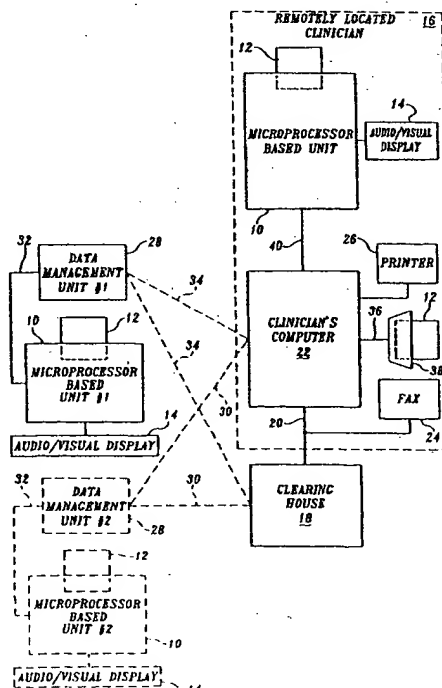 REMOTELY LOCATED
CLINICIAN
16
12
14
MICROPROCESSOR
BASED UNIT
AUDIO/VISUAL
DISPLAY
10
28
32
DATA
MANAGEMENT
UNIT #1
40
26
PRINTER
34
10
12
34
36
12
CLINICIAN'S
COMPUTER
22
MICROPROCESSOR
BASED UNIT
#1
30
38
FAX
14
AUDIO/VISUAL DISPLAY
20
24
32
DATA
MANAGEMENT
UNIT #2
30
28
CLEARING
HOUSE
18
12
MICROPROCESSOR
BASED UNIT
#2
10
AUDIO/VISUAL DISPLAY
14